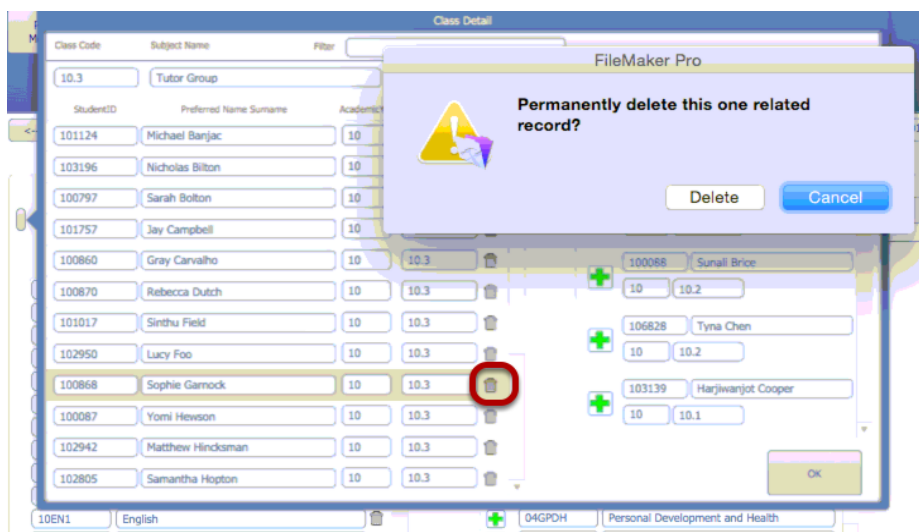 Class Detail
Class Code Subject Name Filter
FileMaker Pro
10.3 Tutor Group
Permanently delete this one related
record?
StudentID Preferred Name Surname
101124 Michael Banjac 10
103196 Nicholas Bilton 10
100797 Sarah Bolton 10
Delete Cancel
101757 Jay Campbell 10
100860 Gray Carvalho 10 10.3
100088 Sunali Brice
10 10.2
100870 Rebecca Dutch 10 10.3
101017 Sinthu Field 10 10.3
106828 Tyna Chen
10 10.2
102950 Lucy Foo 10 10.3
100868 Sophie Garnock 10 10.3
103139 Harjiwanjot Cooper
10 10.1
100087 Yomi Hewson 10 10.3
102942 Matthew Hincksman 10 10.3
102805 Samantha Hopton 10 10.3
OK
10EN1 English 04GPDH Personal Development and Health